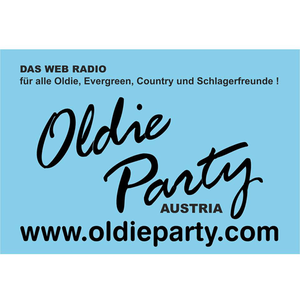 DAS WEB RADIO
für alle Oldie, Evergreen, Country und Schlagerfreunde !
Oldie
Party
AUSTRIA
www.oldieparty.com